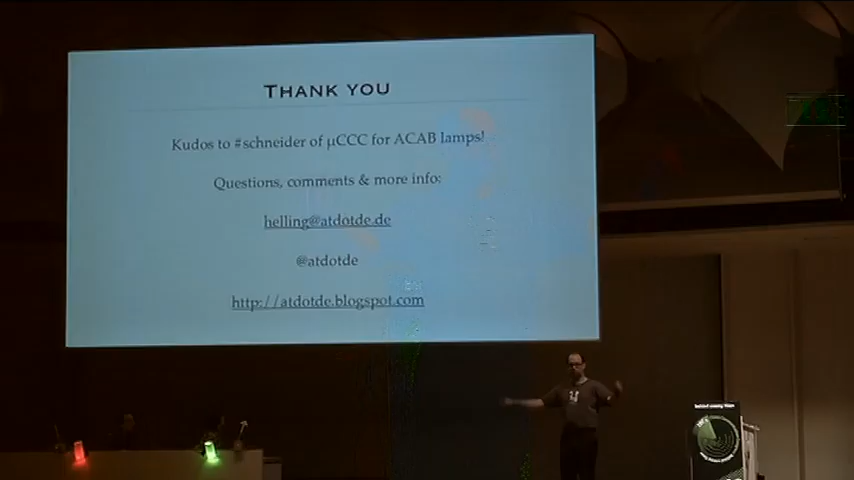 THANK YOU
Kudos to #schneider of µCCC for ACAB lamps!
Questions, comments & more info:
helling@atdotde.de
@atdotde
http://atdotde.blogspot.com